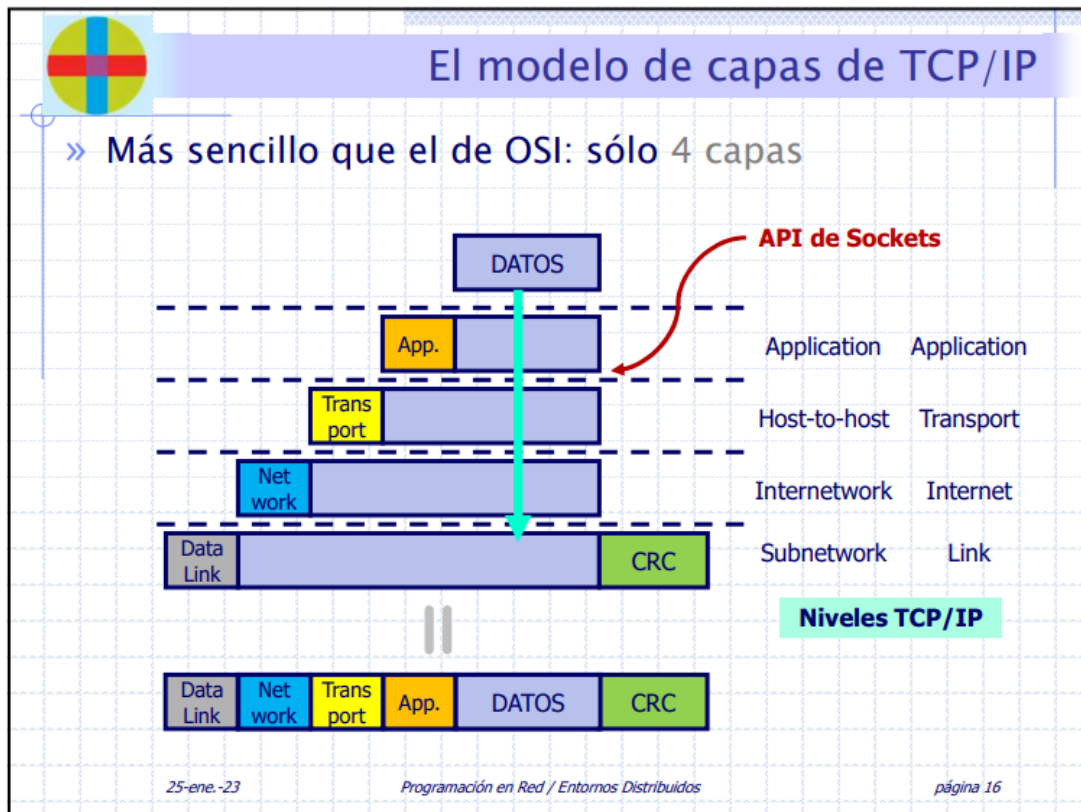 El modelo de capas de TCP/IP
» Más sencillo que el de OSI: sólo 4 capas
API de Sockets
DATOS
App.
Application Application
Trans
port
Host-to-host Transport
Net
work
Internetwork Internet
Data
Link
CRC
Subnetwork Link
Niveles TCP/IP
Data
Link
Net
work
Trans
port
App.
DATOS
CRC
25-ene.-23
Programación en Red / Entornos Distribuidos
página 16